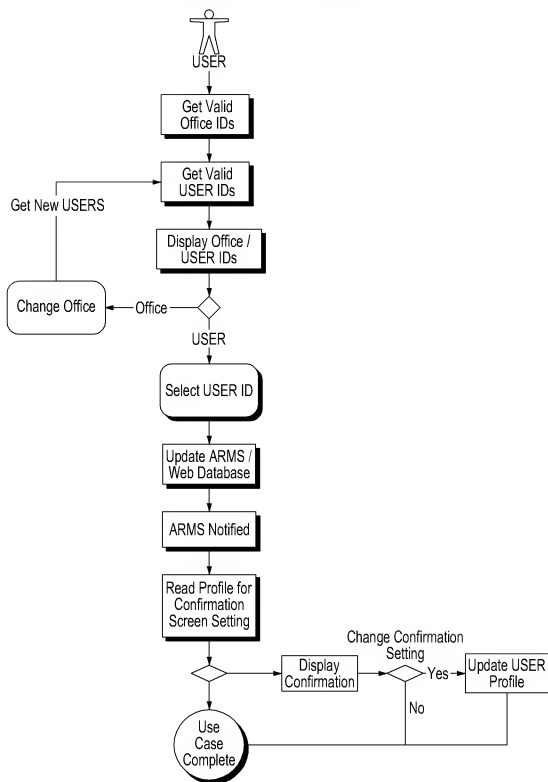 USER
Get Valid
Office IDs
Get Valid
USER IDs
Get New USERS
Display Office /
USER IDs
Change Office
Office
USER
Select USER ID
Update ARMS /
Web Database
ARMS Notified
Read Profile for
Confirmation
Screen Setting
Change Confirmation
Setting
Display
Confirmation
Yes
Update USER
Profile
No
Use
Case
Complete